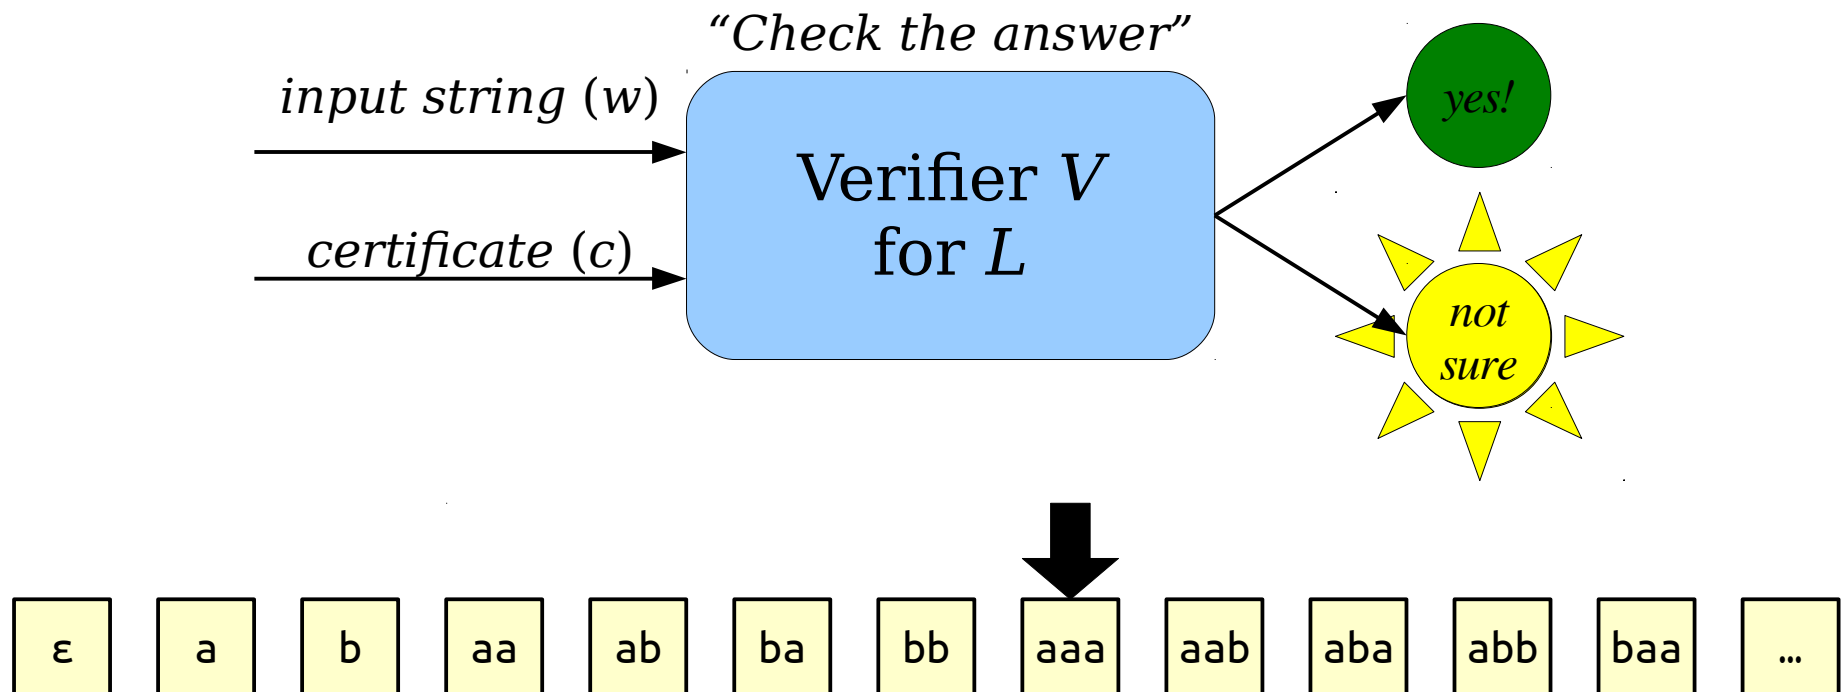 “Check the answer”
input string (w)
certificate (c)
Verifier V
for L
yes!
not
sure
ε a b aa ab ba bb aaa aab aba abb baa …